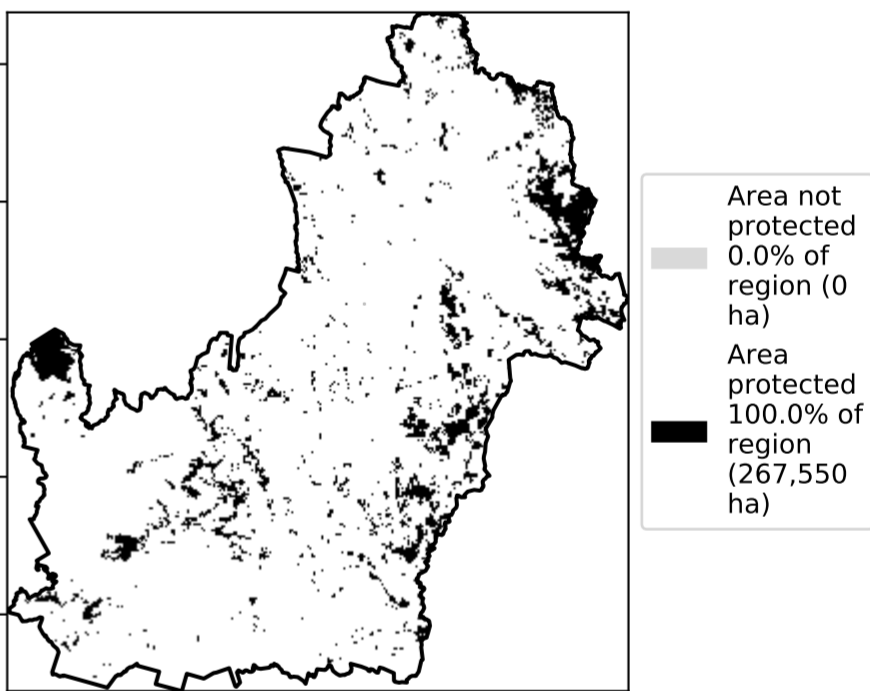 Area not
protected
0.0% of
region (0
ha)
Area
protected
100.0% of
region
(267,550
ha)